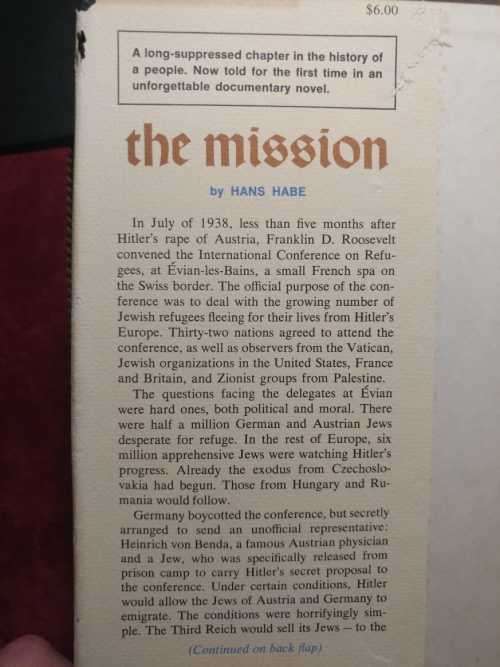 $6.00
A long-suppressed chapter in the history of
a people. Now told for the first time in an
unforgettable documentary novel.
the mission
by HANS HABE
In July of 1938, less than five months after
Hitler's rape of Austria, Franklin D. Roosevelt
convened the International Conference on Refu-
gees, at Évian-les-Bains, a small French spa on
the Swiss border. The official purpose of the con-
ference was to deal with the growing number of
Jewish refugees fleeing for their lives from Hitler's
Europe. Thirty-two nations agreed to attend the
conference, as well as observers from the Vatican,
Jewish organizations in the United States, France
and Britain, and Zionist groups from Palestine.
The questions facing the delegates at Évian
were hard ones, both political and moral. There
were half a million German and Austrian Jews
desperate for refuge. In the rest of Europe, six
million apprehensive Jews were watching Hitler's
progress. Already the exodus from Czechoslo-
vakia had begun. Those from Hungary and Ru-
mania would follow.
Germany boycotted the conference, but secretly
arranged to send an unofficial representative:
Heinrich von Benda, a famous Austrian physician
and a Jew, who was specifically released from
prison camp to carry Hitler's secret proposal to
the conference. Under certain conditions, Hitler
would allow the Jews of Austria and Germany to
emigrate. The conditions were horrifyingly sim-
ple. The Third Reich would sell its Jews — to the
(Continued on back flap)